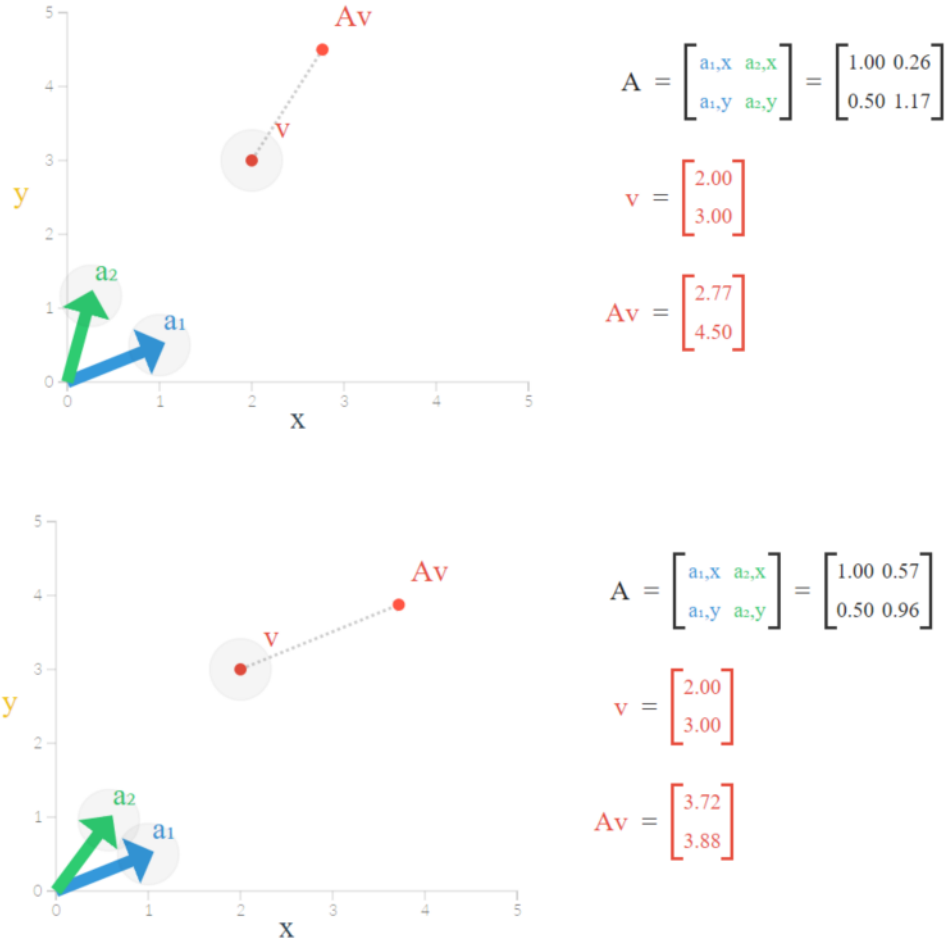 5
Av
4
v
3
y
2
a₂
1
a₁
0
0 1 2 3 4 5
x
A = [ a₁,x a₂,x ] = [ 1.00 0.26 ]
a₁,y a₂,y 0.50 1.17
v = [ 2.00
3.00 ]
Av = [ 2.77
4.50 ]
5
Av
4
v
3
y
2
a₂
1
a₁
0
0 1 2 3 4 5
x
A = [ a₁,x a₂,x ] = [ 1.00 0.57 ]
a₁,y a₂,y 0.50 0.96
v = [ 2.00
3.00 ]
Av = [ 3.72
3.88 ]